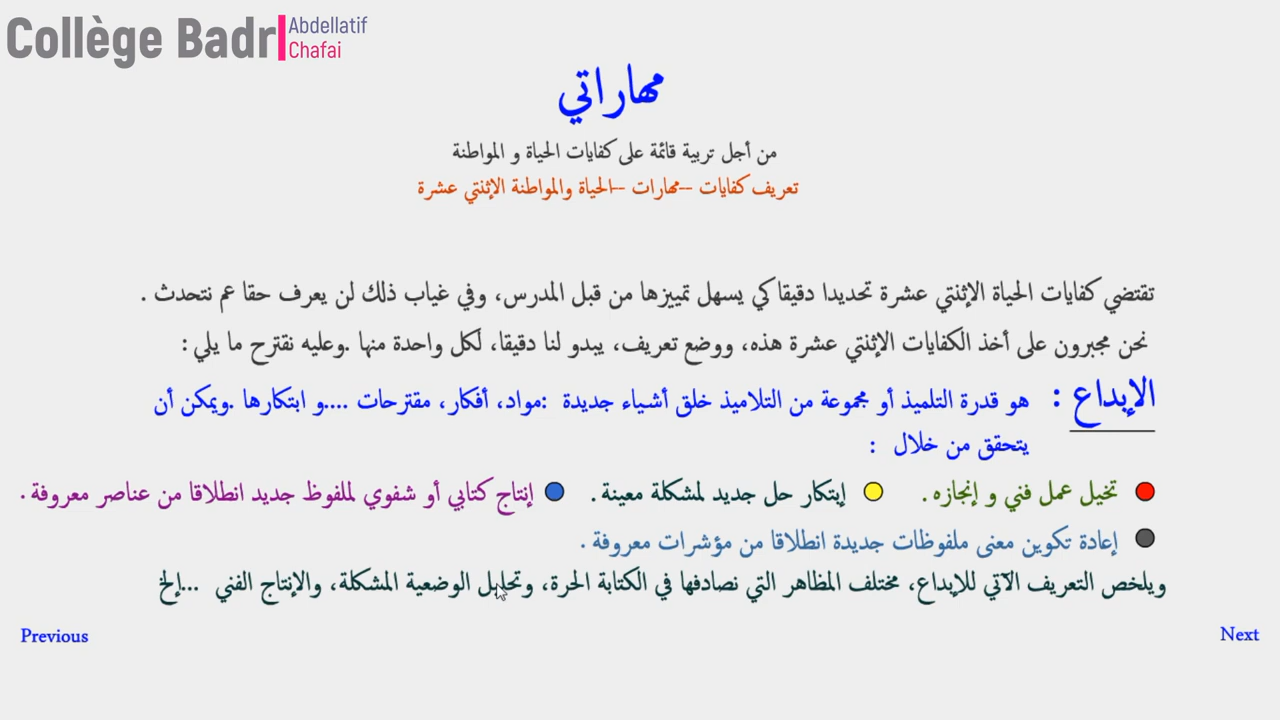 Collège Badr
Abdellatif
Chafai
مهاراتي
من أجل تربية قائمة على كفايات الحياة و المواطنة
تعريف كفايات –مهارات –الحياة والمواطنة الإثنتي عشرة
تقتضي كفايات الحياة الإثنتي عشرة تحديدا دقيقا كي يسهل تمييزها من قبل المدرس، وفي غياب ذلك لن يعرف حقا عم نتحدث .
نحن مجبرون على أخذ الكفايات الإثنتي عشرة هذه، ووضع تعريف، يبدو لنا دقيقا، لكل واحدة منها .وعليه نقترح ما يلي :
الإبداع : هو قدرة التلميذ أو مجموعة من التلاميذ خلق أشياء جديدة :مواد، أفكار، مقترحات ....و ابتكارها .ويمكن أن
يتحقق من خلال :
تخيل عمل فني و إنجازه . إبتكار حل جديد لمشكلة معينة . إنتاج كتابي أو شفوي لملفوظ جديد انطلاقا من عناصر معروفة .
إعادة تكوين معنى ملفوظات جديدة انطلاقا من مؤشرات معروفة .
ويلخص التعريف الآتي للإبداع، مختلف المظاهر التي نصادفها في الكتابة الحرة، وتحليل الوضعية المشكلة، والإنتاج الفني ...إلخ
Previous
Next